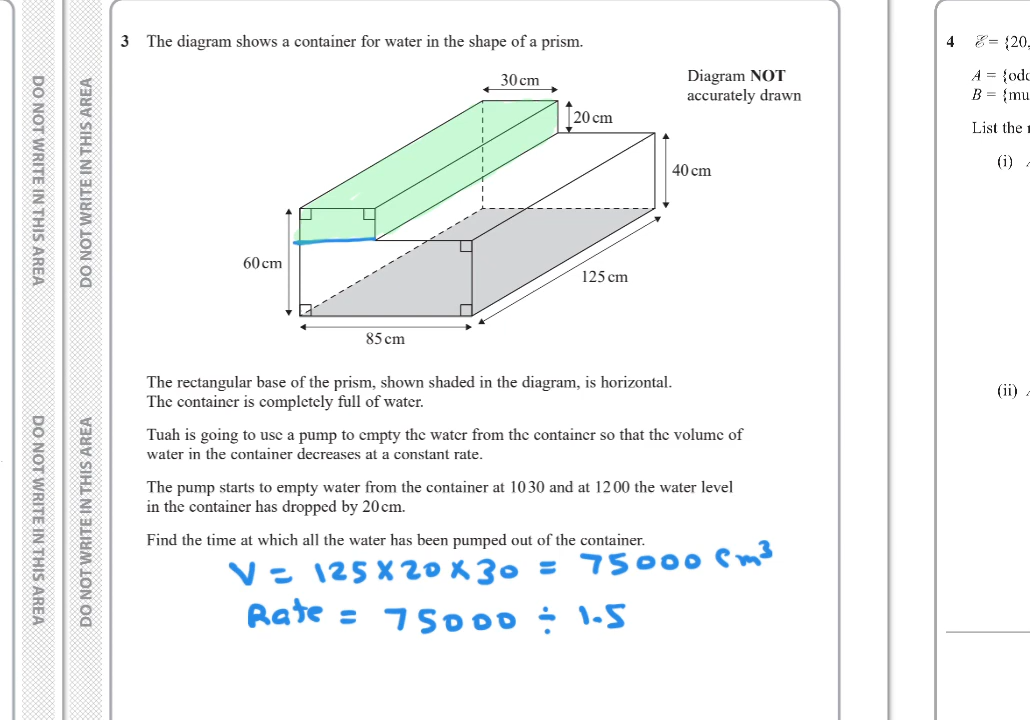 DO NOT WRITE IN THIS AREA
DO NOT WRITE IN THIS AREA
DO NOT WRITE IN THIS AREA
DO NOT WRITE IN THIS AREA
3 The diagram shows a container for water in the shape of a prism.
Diagram NOT
accurately drawn
30 cm
20 cm
40 cm
60 cm
125 cm
85 cm
The rectangular base of the prism, shown shaded in the diagram, is horizontal.
The container is completely full of water.
Tuah is going to use a pump to empty the water from the container so that the volume of
water in the container decreases at a constant rate.
The pump starts to empty water from the container at 10 30 and at 12 00 the water level
in the container has dropped by 20 cm.
Find the time at which all the water has been pumped out of the container.
V = 125 × 20 × 30 = 75000 cm³
Rate = 75000 ÷ 1.5
4 ℰ = {20,
A = {odd
B = {mu
List the
(i)
(ii)